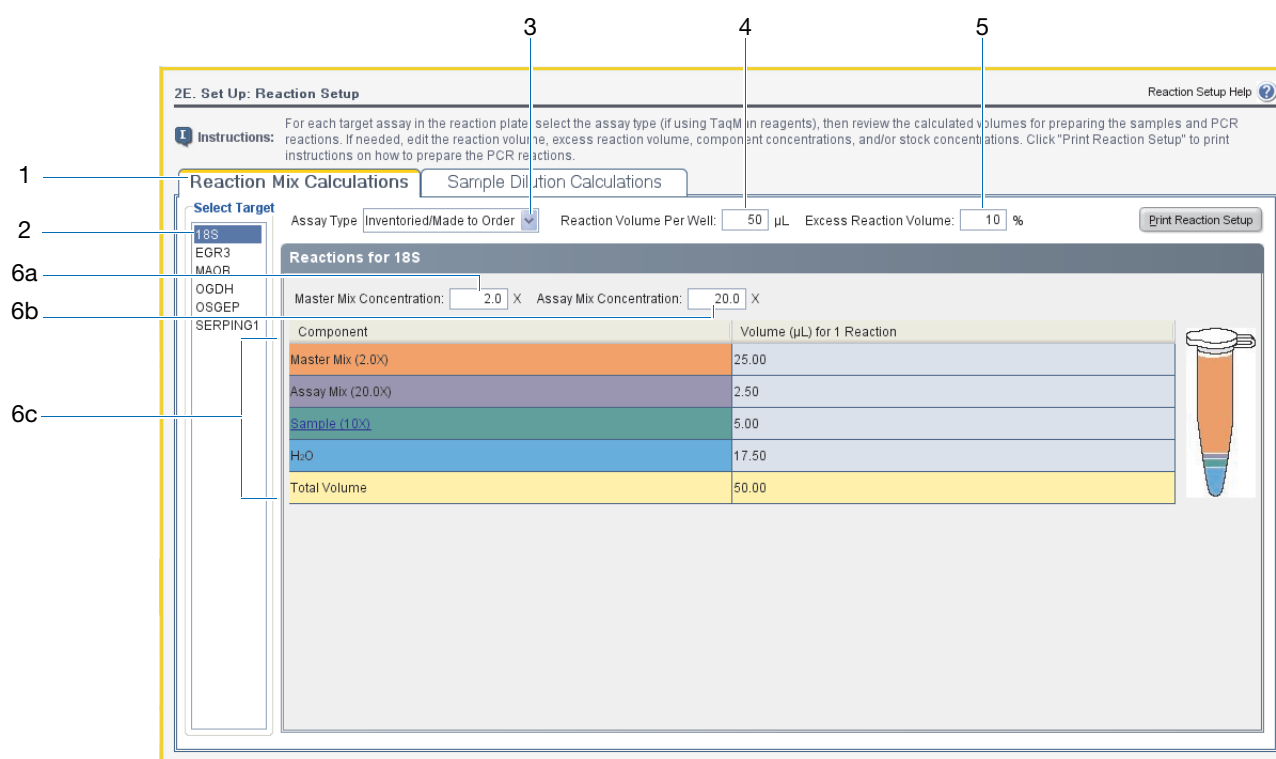 3 4 5
2E. Set Up: Reaction Setup Reaction Setup Help ?
I Instructions: For each target assay in the reaction plate, select the assay type (if using TaqMan reagents), then review the calculated volumes for preparing the samples and PCR
reactions. If needed, edit the reaction volume, excess reaction volume, component concentrations, and/or stock concentrations. Click "Print Reaction Setup" to print
instructions on how to prepare the PCR reactions.
1 Reaction Mix Calculations Sample Dilution Calculations
Select Target
Assay Type Inventoried/Made to Order Reaction Volume Per Well: 50 µL Excess Reaction Volume: 10 % Print Reaction Setup
2 18S
EGR3
MAOB
OGDH
OSGEP
SERPING1
Reactions for 18S
6a
6b
Master Mix Concentration: 2.0 X Assay Mix Concentration: 20.0 X
Component Volume (µL) for 1 Reaction
Master Mix (2.0X) 25.00
Assay Mix (20.0X) 2.50
6c
Sample (10X) 5.00
H₂O 17.50
Total Volume 50.00